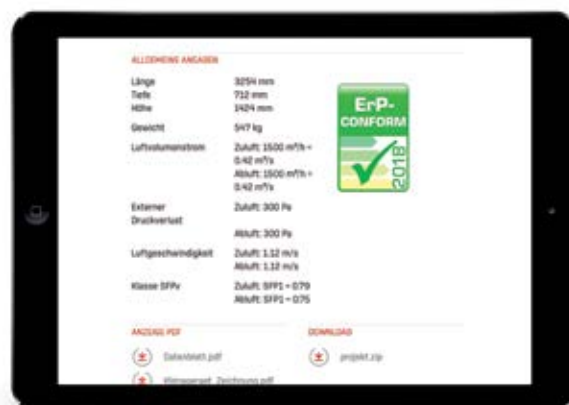 ALLGEMEINE ANGABEN
Länge 3254 mm
Tiefe 712 mm
Höhe 1424 mm
Gewicht 547 kg
Luftvolumenstrom Zuluft: 1500 m³/h =
0.42 m³/s
Abluft: 1500 m³/h =
0.42 m³/s
Externer Zuluft: 300 Pa
Druckverlust
Abluft: 300 Pa
Luftgeschwindigkeit Zuluft: 1.12 m/s
Abluft: 1.12 m/s
Klasse SFPv Zuluft: SFP1 - 0.79
Abluft: SFP1 - 0.75
ErP-
CONFORM
2018
ANZEIGE PDF
Datenblatt.pdf
Klimagerget_Zeichnung.pdf
DOWNLOAD
projekt.zip